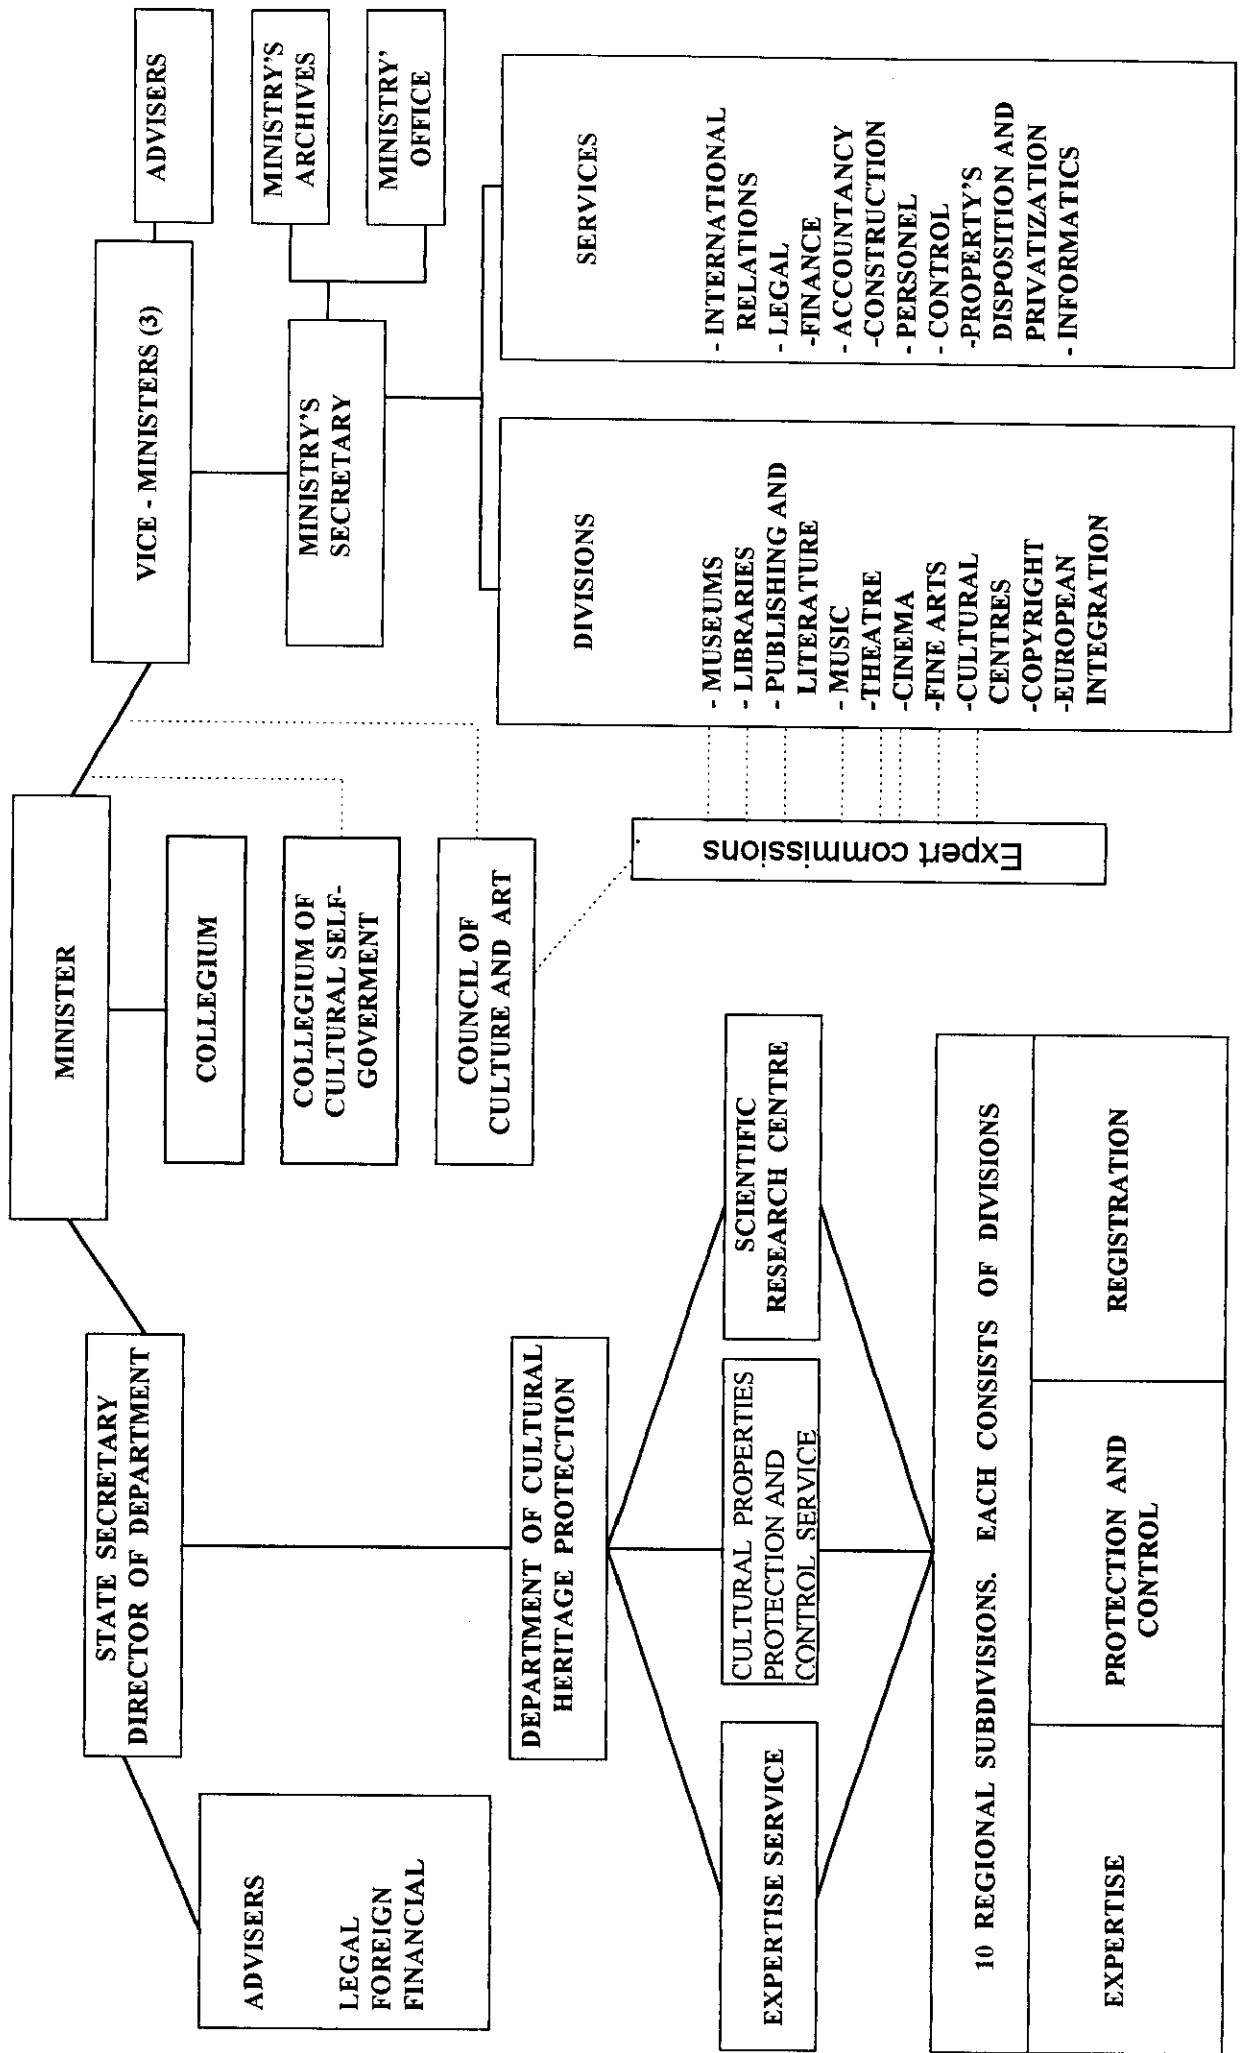 MINISTER
STATE SECRETARY
DIRECTOR OF DEPARTMENT
VICE - MINISTERS (3)
ADVISERS
ADVISERS
LEGAL
FOREIGN
FINANCIAL
COLLEGIUM
COLLEGIUM OF
CULTURAL SELF-
GOVERMENT
COUNCIL OF
CULTURE AND ART
MINISTRY'S
SECRETARY
MINISTRY'S
ARCHIVES
MINISTRY'
OFFICE
DEPARTMENT OF CULTURAL
HERITAGE PROTECTION
EXPERTISE SERVICE
CULTURAL PROPERTIES
PROTECTION AND
CONTROL SERVICE
SCIENTIFIC
RESEARCH CENTRE
Expert commissions
DIVISIONS
- MUSEUMS
- LIBRARIES
- PUBLISHING AND
LITERATURE
- MUSIC
-THEATRE
-CINEMA
-FINE ARTS
-CULTURAL
CENTRES
-COPYRIGHT
-EUROPEAN
INTEGRATION
SERVICES
- INTERNATIONAL
RELATIONS
- LEGAL
-FINANCE
- ACCOUNTANCY
-CONSTRUCTION
- PERSONEL
- CONTROL
-PROPERTY'S
DISPOSITION AND
PRIVATIZATION
- INFORMATICS
10 REGIONAL SUBDIVISIONS. EACH CONSISTS OF DIVISIONS
EXPERTISE
PROTECTION AND
CONTROL
REGISTRATION